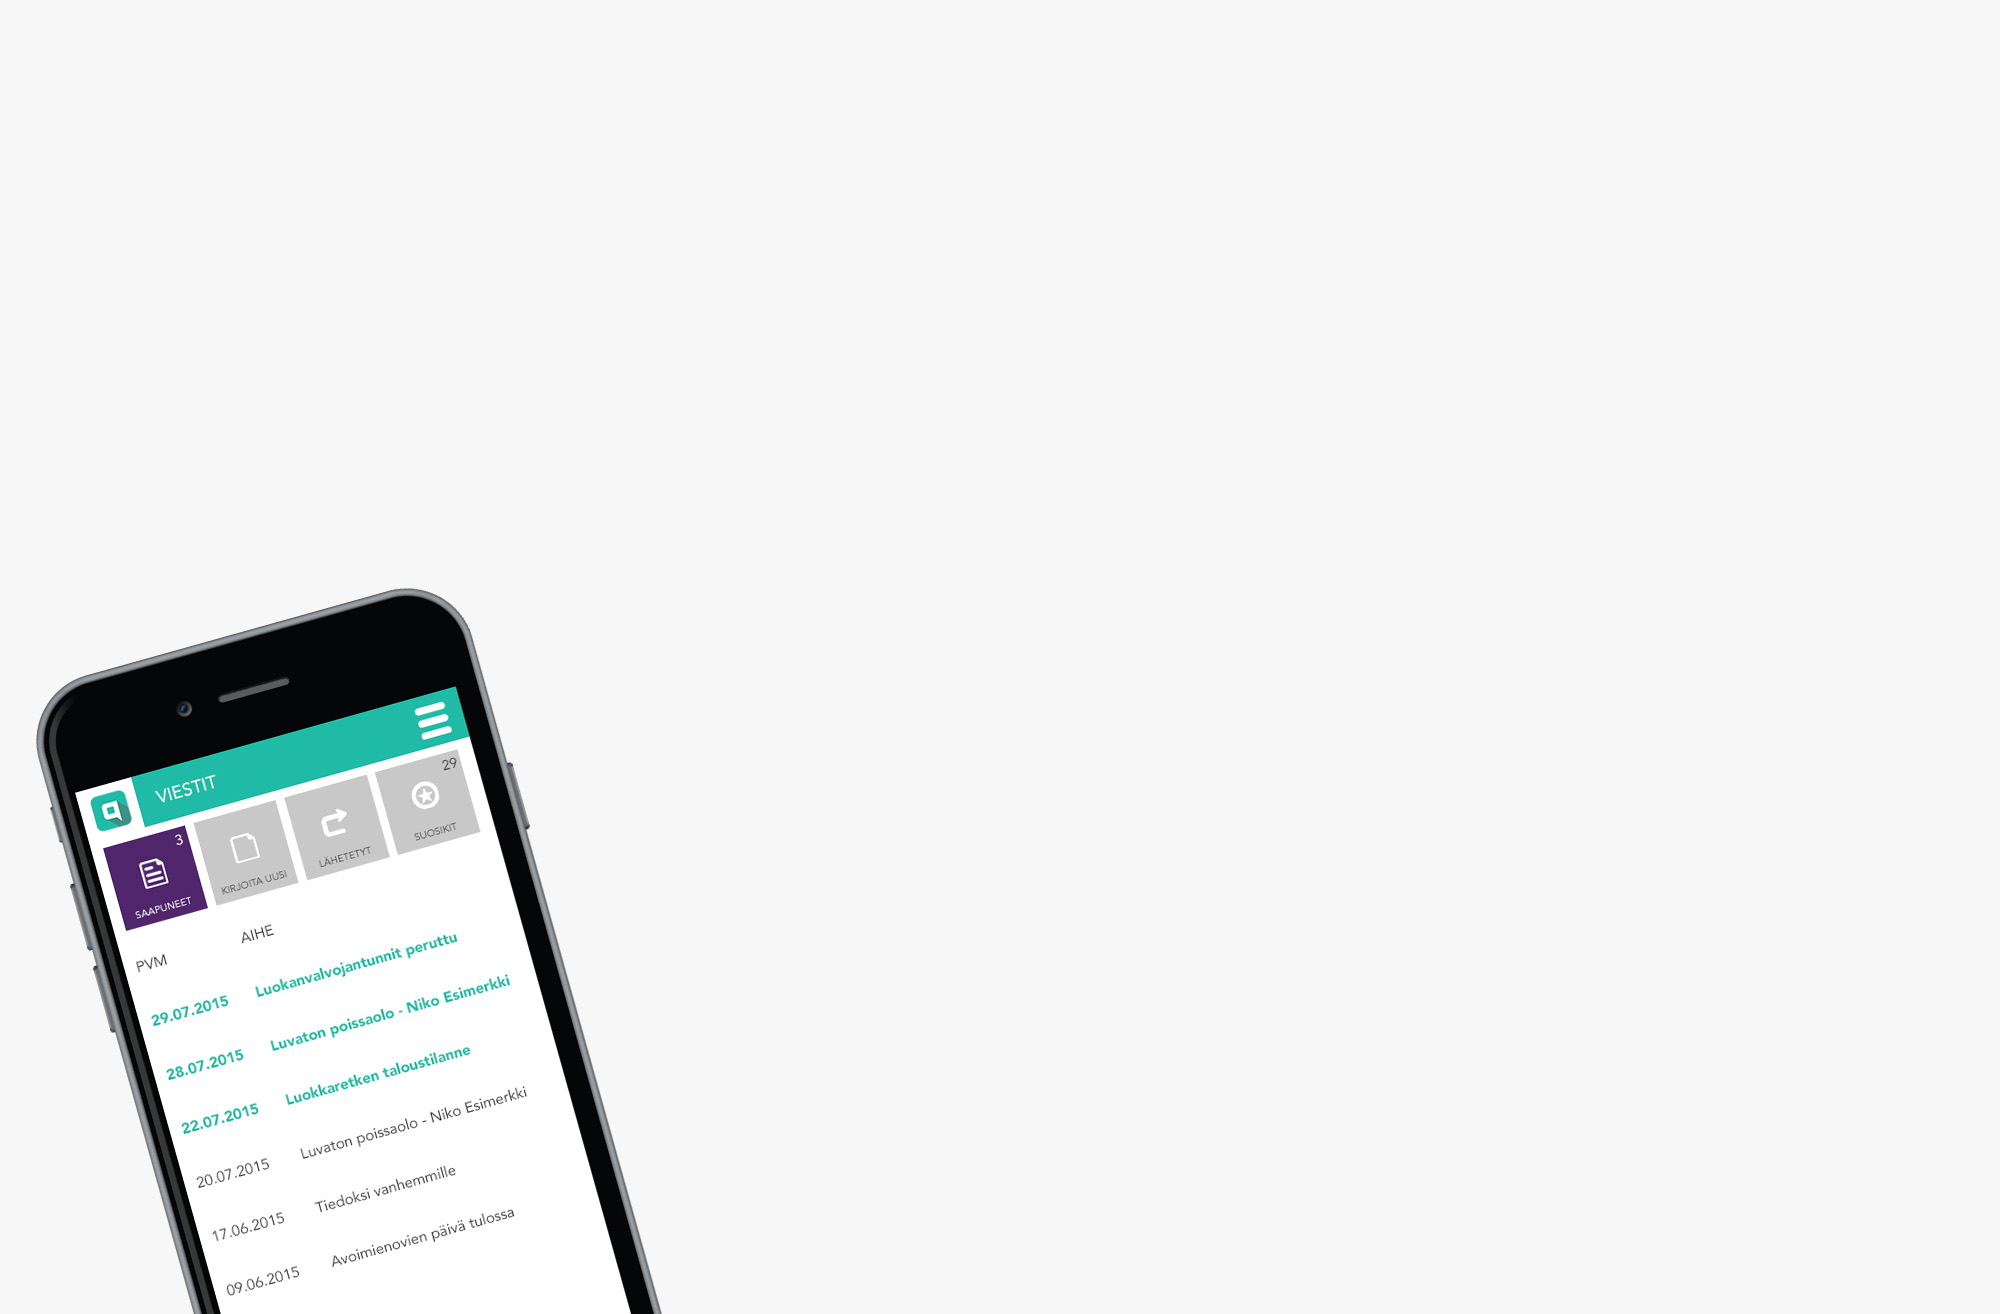 VIESTIT
3
SAAPUNEET
KIRJOITA UUSI
LÄHETETYT
29
SUOSIKIT
PVM AIHE
29.07.2015 Luokanvalvojantunnit peruttu
28.07.2015 Luvaton poissaolo - Niko Esimerkki
22.07.2015 Luokkaretken taloustilanne
20.07.2015 Luvaton poissaolo - Niko Esimerkki
17.06.2015 Tiedoksi vanhemmille
09.06.2015 Avoimienovien päivä tulossa